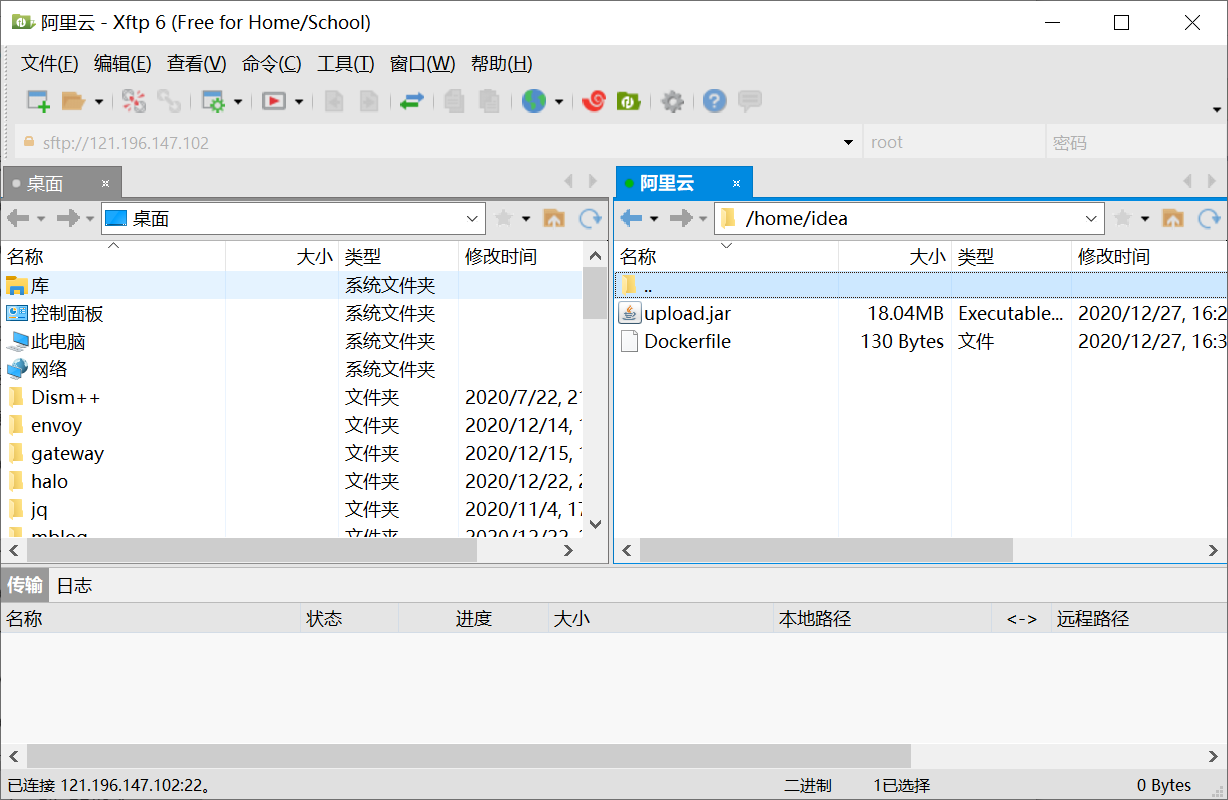 阿里云 - Xftp 6 (Free for Home/School)
文件(F) 编辑(E) 查看(V) 命令(C) 工具(T) 窗口(W) 帮助(H)
sftp://121.196.147.102 root 密码
桌面 × 阿里云 ×
桌面 /home/idea
名称 大小 类型 修改时间 名称 大小 类型 修改时间
库 系统文件夹 ..
控制面板 系统文件夹 upload.jar 18.04MB Executable... 2020/12/27, 16:2
此电脑 系统文件夹 Dockerfile 130 Bytes 文件 2020/12/27, 16:3
网络 系统文件夹
Dism++ 文件夹 2020/7/22, 21
envoy 文件夹 2020/12/14, 1
gateway 文件夹 2020/12/15, 1
halo 文件夹 2020/12/22, 2
jq 文件夹 2020/11/4, 17
mblog 文件夹 2020/12/22, 1
传输 日志
名称 状态 进度 大小 本地路径 <-> 远程路径
已连接 121.196.147.102:22。 二进制 1已选择 0 Bytes